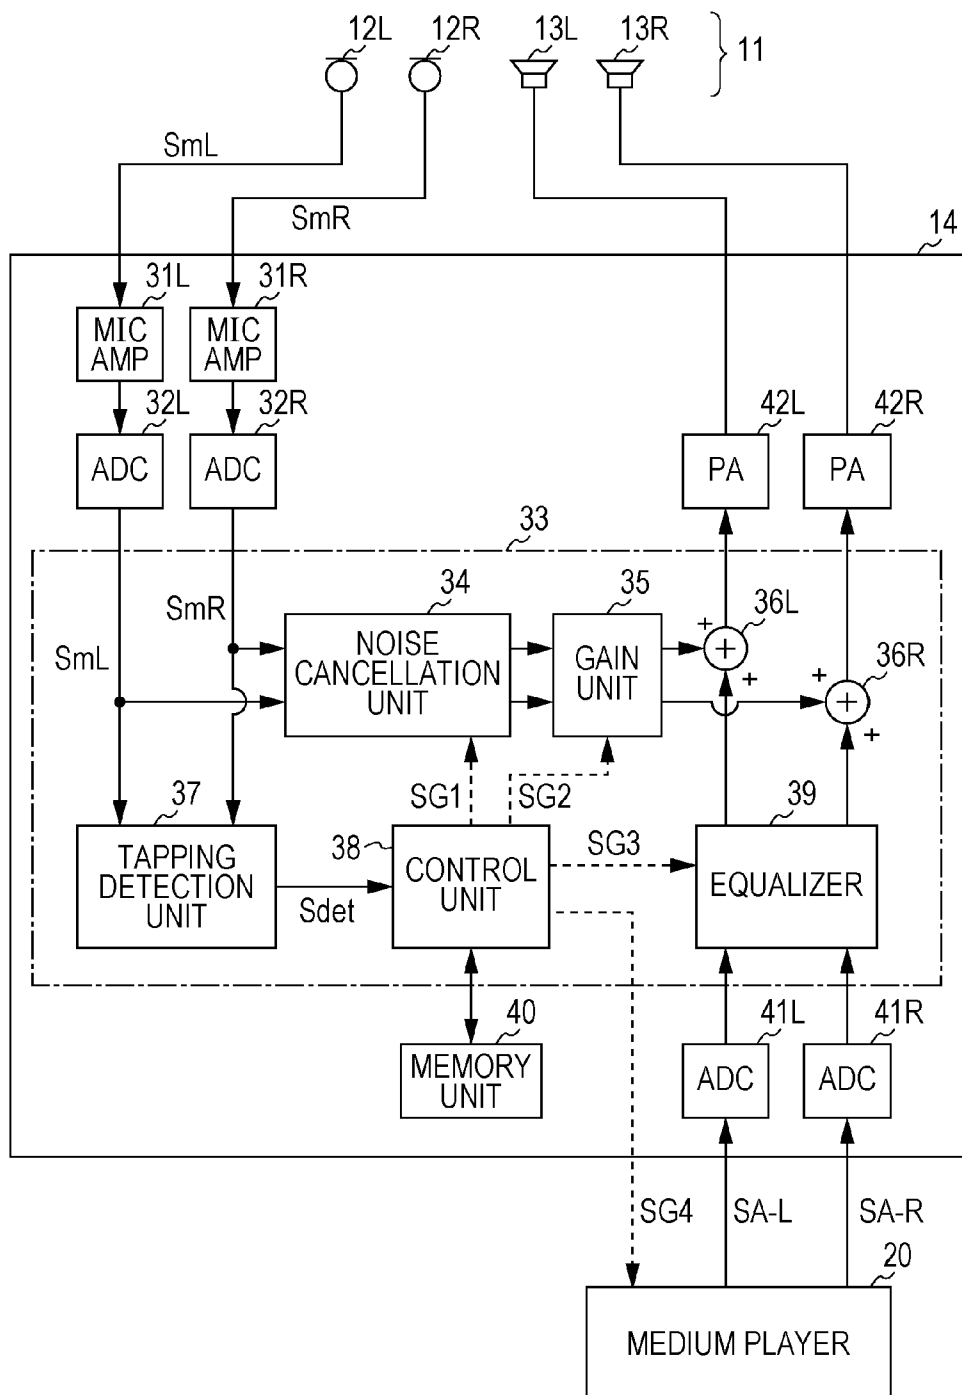 12L 12R 13L 13R 11
SmL
SmR
14
31L 31R
MIC AMP
MIC AMP
32L 32R
ADC
ADC
42L 42R
PA
PA
33
34
35
36L
36R
SmR
SmL
NOISE
CANCELLATION
UNIT
GAIN
UNIT
+
+
+
+
+
+
SG1
SG2
37
38
39
TAPPING
DETECTION
UNIT
Sdet
CONTROL
UNIT
SG3
EQUALIZER
40
MEMORY
UNIT
41L 41R
ADC
ADC
SG4
SA-L
SA-R
20
MEDIUM PLAYER